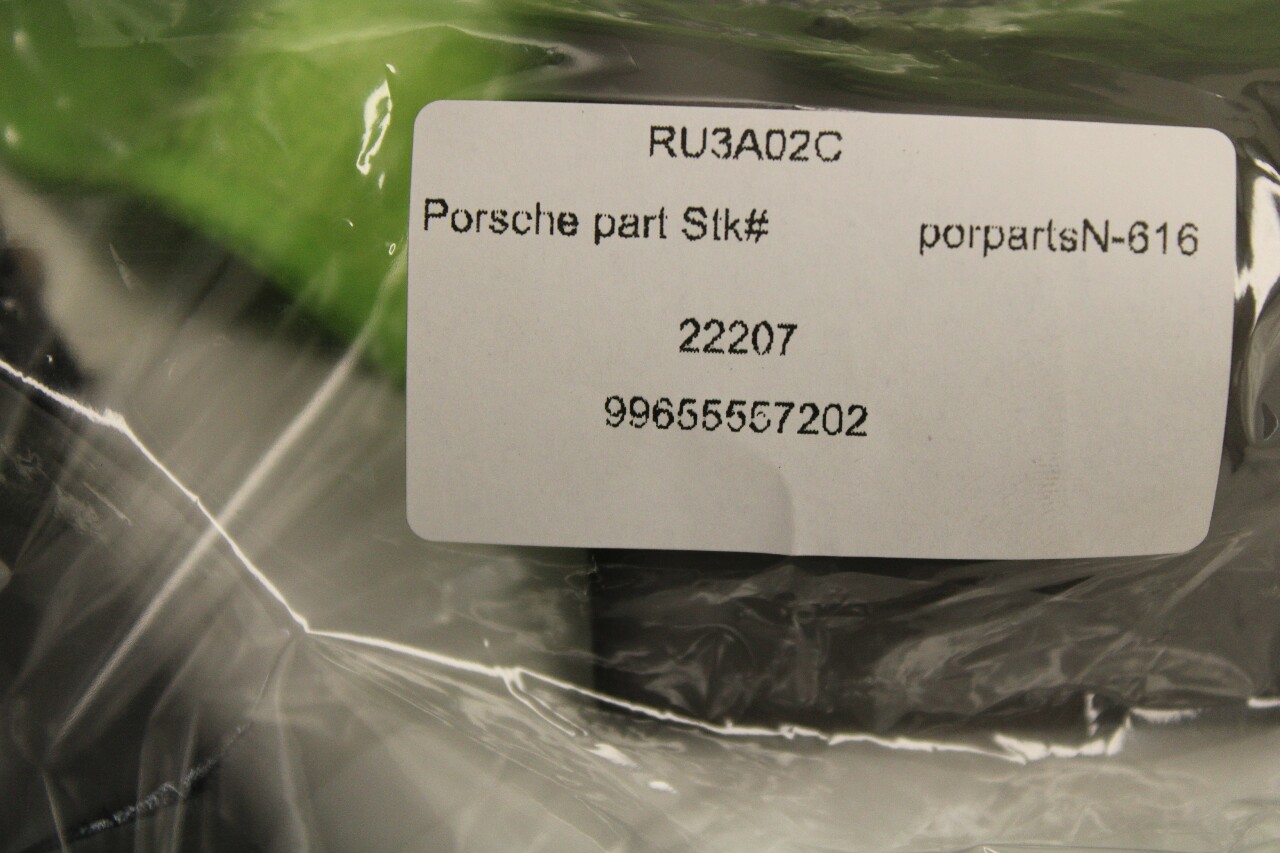 RU3A02C
Porsche part Stk# porpartsN-616
22207
99655557202